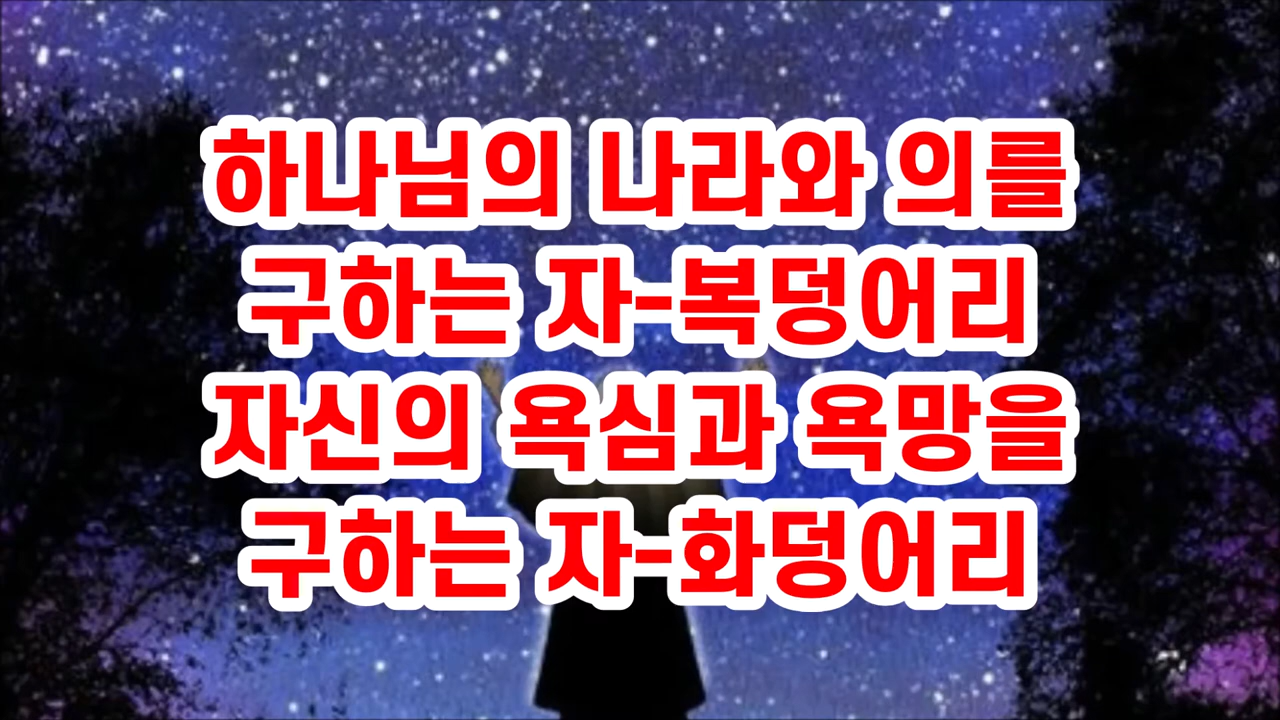 하나님의 나라와 의를
구하는 자-복덩어리
자신의 욕심과 욕망을
구하는 자-화덩어리